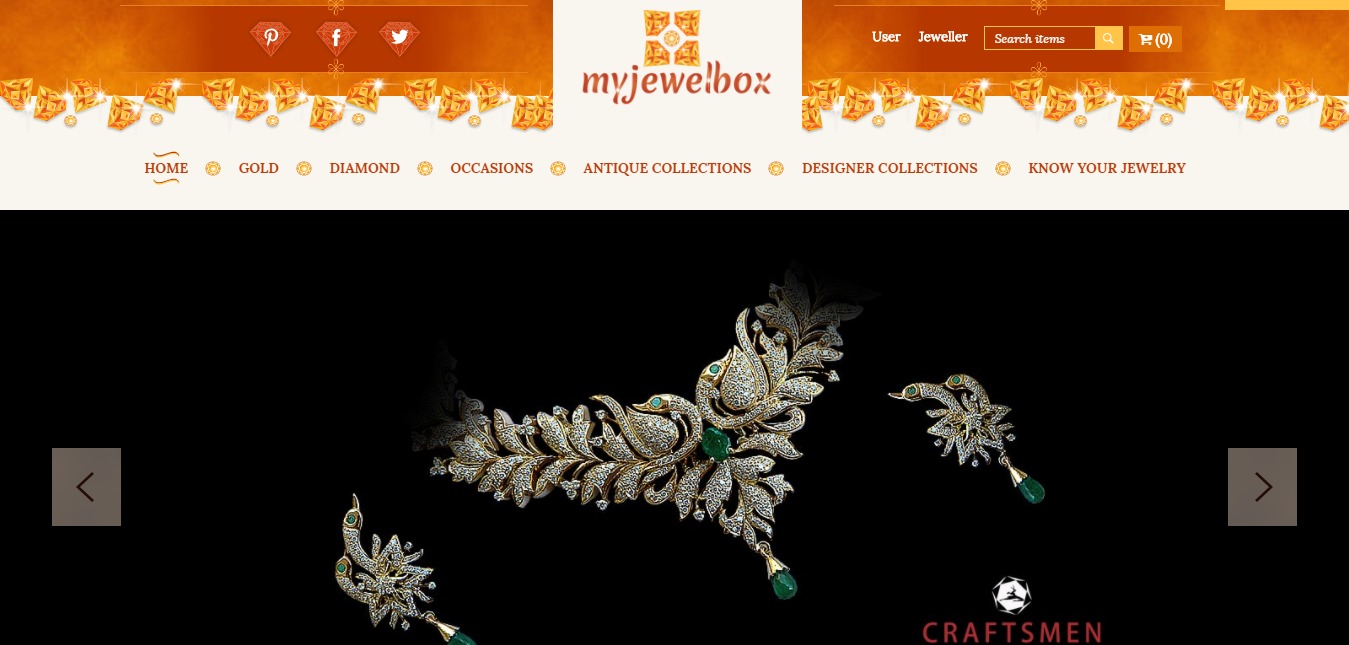 User Jeweller Search items (0)
myjewelbox
HOME GOLD DIAMOND OCCASIONS ANTIQUE COLLECTIONS DESIGNER COLLECTIONS KNOW YOUR JEWELRY
CRAFTSMEN